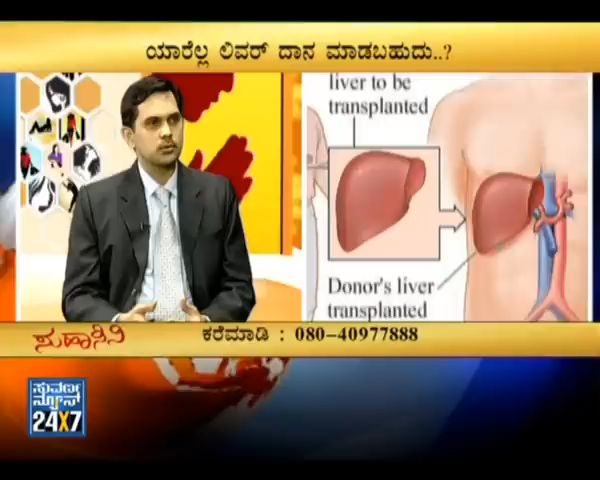 ಯಾರೆಲ್ಲ ಲಿವರ್ ದಾನ ಮಾಡಬಹುದು..?
liver to be
transplanted
Donor's liver
transplanted
ಸುಹಾಸಿನಿ
ಕರೆಮಾಡಿ : 080-40977888
ಸುವರ್ಣ
ನ್ಯೂಸ್
24X7